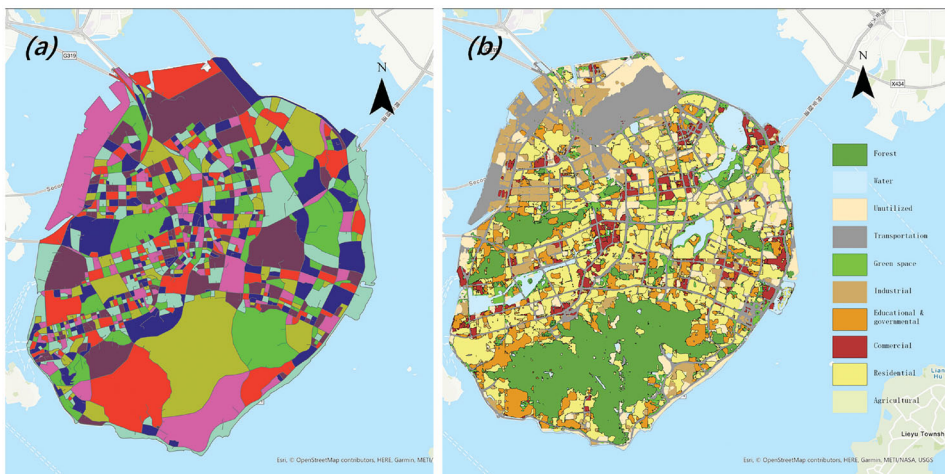 (a)
G319
N
Esri, © OpenStreetMap contributors, HERE, Garmin, METI/
(b)
X434
N
Forest
Water
Unutilized
Transportation
Green space
Industrial
Educational &
governmental
Commercial
Residential
Agricultural
Lieyu Township
Esri, © OpenStreetMap contributors, HERE, Garmin, METI/NASA, USGS